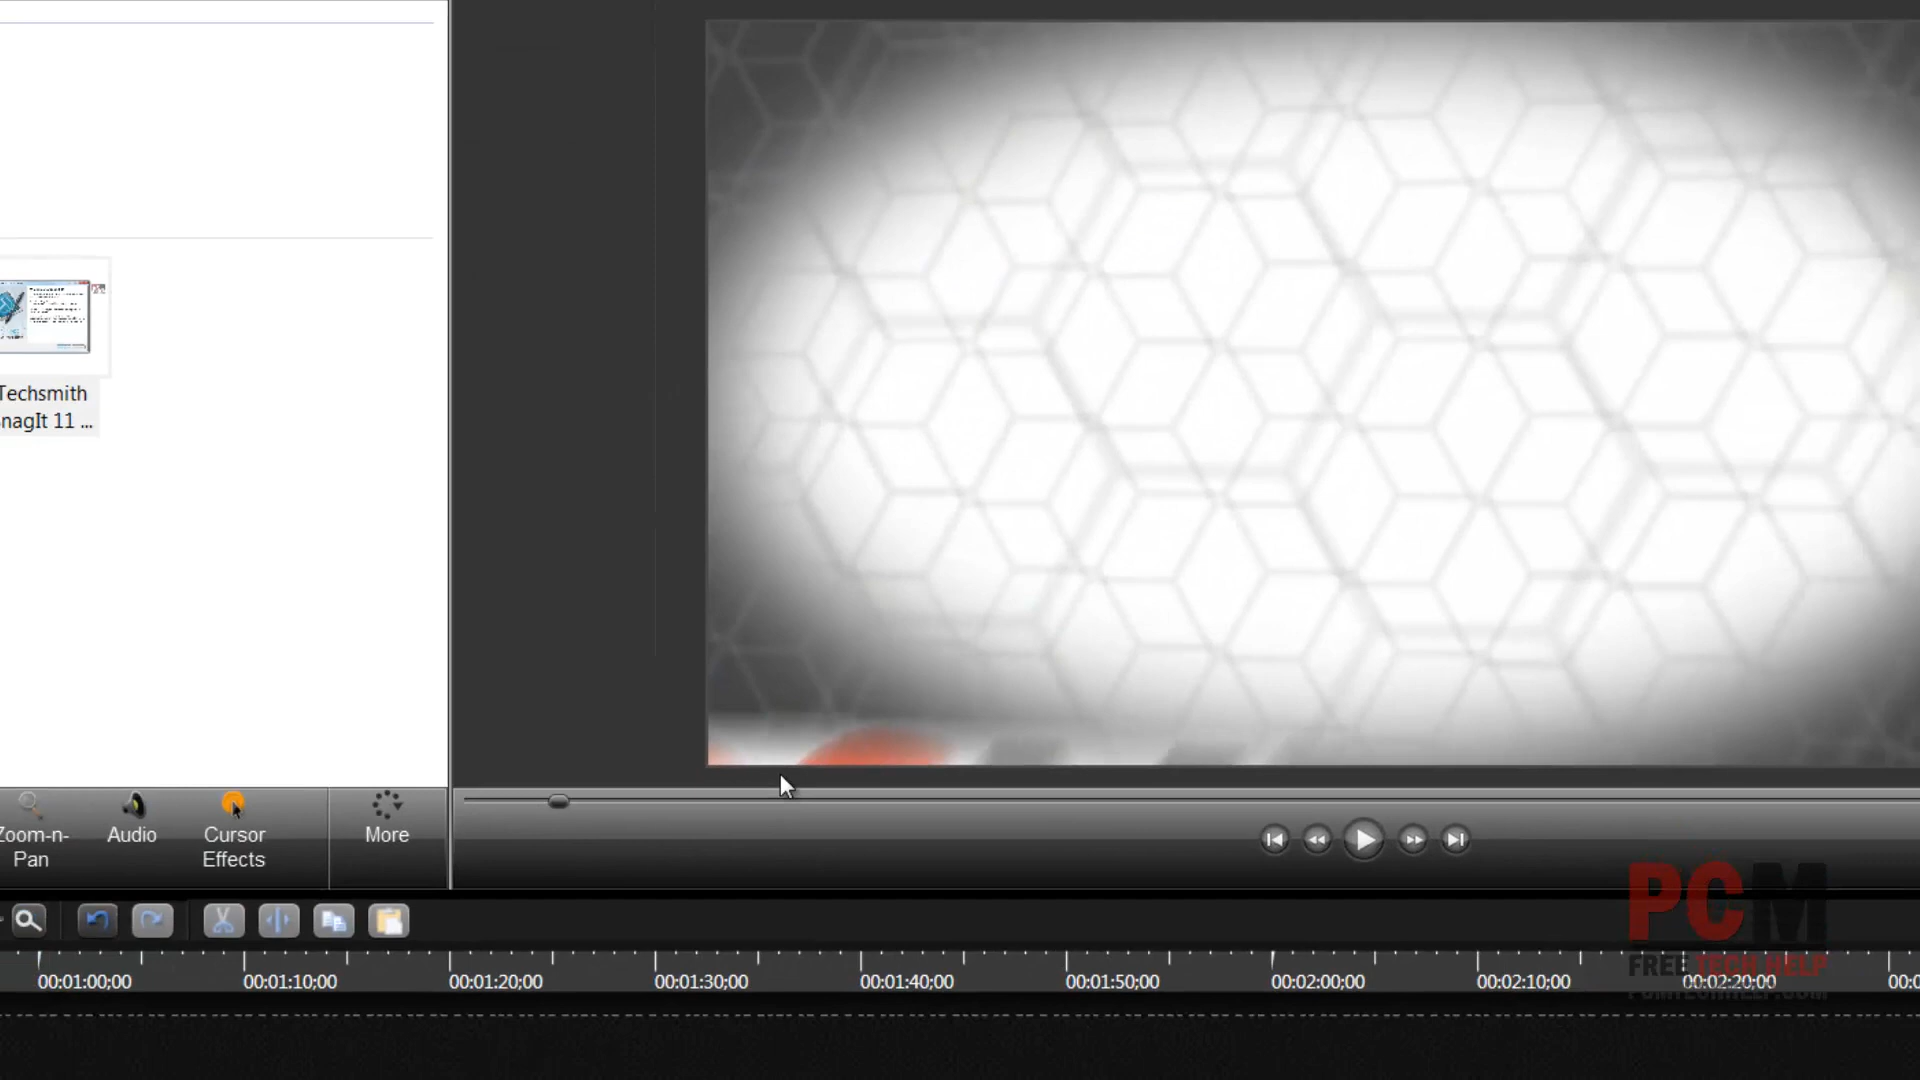 Techsmith
nagIt 11 ...
Zoom-n-
Pan
Audio
Cursor
Effects
More
PCM
FREE TECH HELP
PCMTECHHELP.COM
00:01:00;00 00:01:10;00 00:01:20;00 00:01:30;00 00:01:40;00 00:01:50;00 00:02:00;00 00:02:10;00 00:02:20;00 00:0